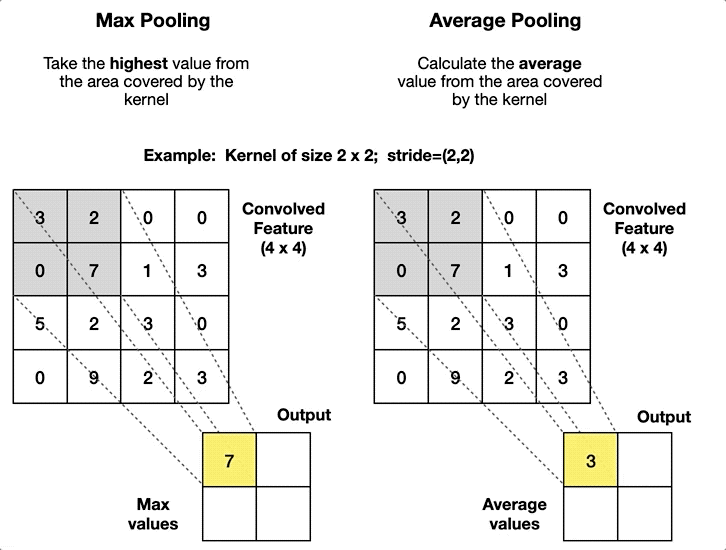 Max Pooling
Take the highest value from
the area covered by the
kernel
Average Pooling
Calculate the average
value from the area covered
by the kernel
Example:  Kernel of size 2 x 2;  stride=(2,2)
3 2 0 0
0 7 1 3
5 2 3 0
0 9 2 3
Convolved
Feature
(4 x 4)
Output
7
Max
values
3 2 0 0
0 7 1 3
5 2 3 0
0 9 2 3
Convolved
Feature
(4 x 4)
Output
3
Average
values